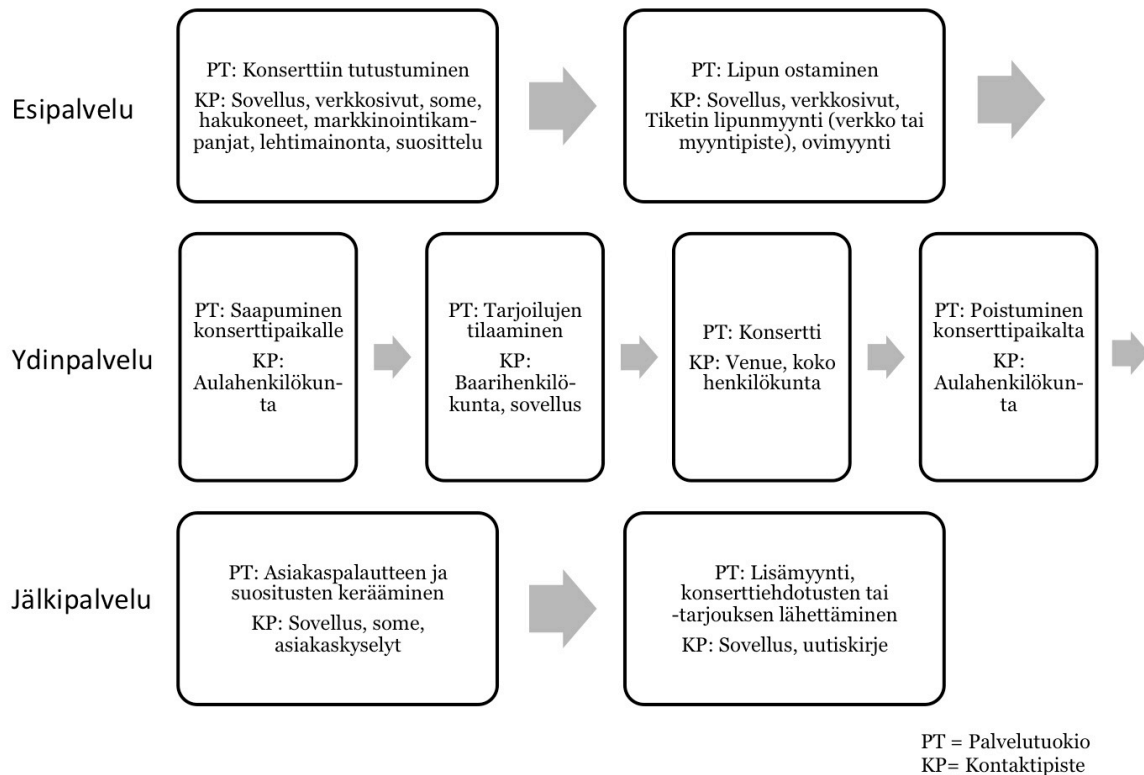 Esipalvelu
PT: Konserttiin tutustuminen
KP: Sovellus, verkkosivut, some,
hakukoneet, markkinointikam-
panjat, lehtimainonta, suosittelu
PT: Lipun ostaminen
KP: Sovellus, verkkosivut,
Tiketin lipunmyynti (verkko tai
myyntipiste), ovimyynti
Ydinpalvelu
PT: Saapuminen
konserttipaikalle
KP:
Aulahenkilökun-
ta
PT: Tarjoilujen
tilaaminen
KP:
Baarihenkilö-
kunta, sovellus
PT: Konsertti
KP: Venue, koko
henkilökunta
PT: Poistuminen
konserttipaikalta
KP:
Aulahenkilökun-
ta
Jälkipalvelu
PT: Asiakaspalautteen ja
suositusten kerääminen
KP: Sovellus, some,
asiakaskyselyt
PT: Lisämyynti,
konserttiehdotusten tai
-tarjouksen lähettäminen
KP: Sovellus, uutiskirje
PT = Palvelutuokio
KP= Kontaktipiste